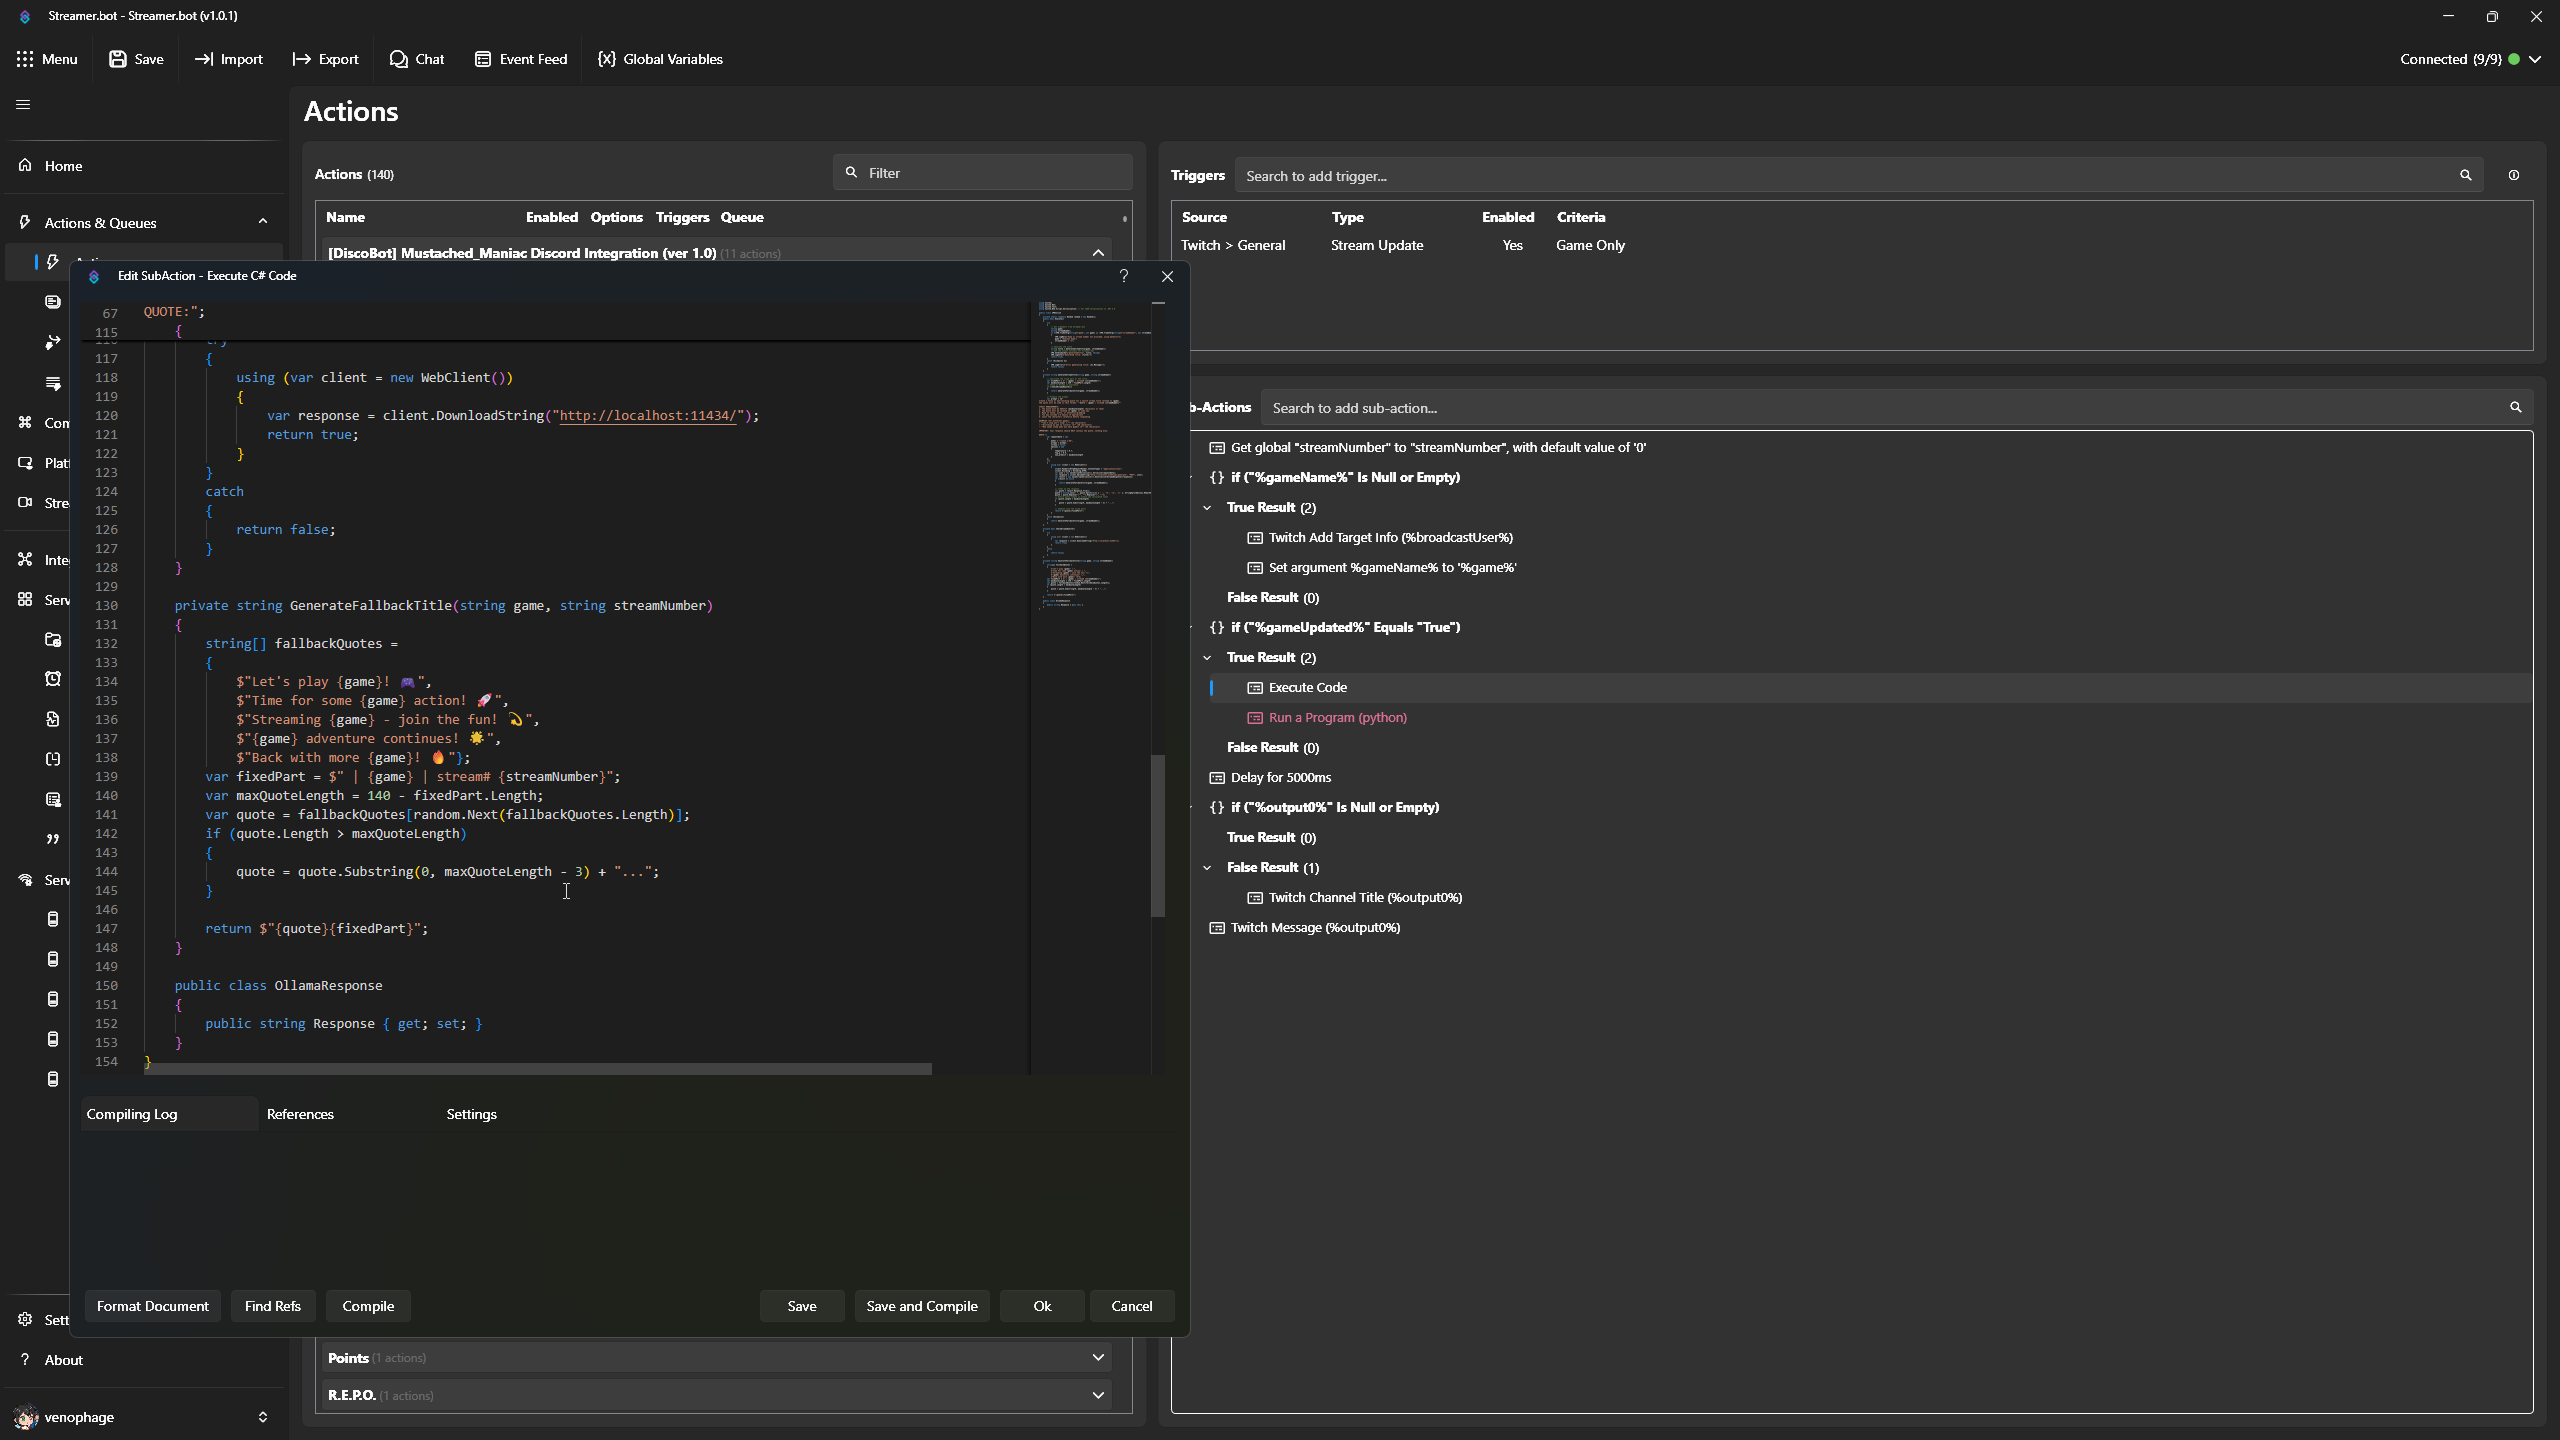 Streamer.bot - Streamer.bot (v1.0.1)
Menu
Save
Import
Export
Chat
Event Feed
Global Variables
Connected (9/9)
Home
Actions & Queues
Com
Platf
Stre
Inte
Serv
Serv
Sett
About
venophage
Actions
Actions (140)
Filter
Name Enabled Options Triggers Queue
[DiscoBot] Mustached_Maniac Discord Integration (ver 1.0) (11 actions)
Edit SubAction - Execute C# Code
67 QUOTE:";
115 {
117 {
118 using (var client = new WebClient())
119 {
120 var response = client.DownloadString("http://localhost:11434/");
121 return true;
122 }
123 }
124 catch
125 {
126 return false;
127 }
128 }
129
130 private string GenerateFallbackTitle(string game, string streamNumber)
131 {
132 string[] fallbackQuotes =
133 {
134 $"Let's play {game}! 🎮",
135 $"Time for some {game} action! 🚀",
136 $"Streaming {game} - join the fun! 💫",
137 $"{game} adventure continues! 🌟",
138 $"Back with more {game}! 🔥"};
139 var fixedPart = $" | {game} | stream# {streamNumber}";
140 var maxQuoteLength = 140 - fixedPart.Length;
141 var quote = fallbackQuotes[random.Next(fallbackQuotes.Length)];
142 if (quote.Length > maxQuoteLength)
143 {
144 quote = quote.Substring(0, maxQuoteLength - 3) + "...";
145 }
146
147 return $"{quote}{fixedPart}";
148 }
149
150 public class OllamaResponse
151 {
152 public string Response { get; set; }
153 }
154 }
Compiling Log
References
Settings
Format Document
Find Refs
Compile
Save
Save and Compile
Ok
Cancel
Points (1 actions)
R.E.P.O. (1 actions)
Triggers
Search to add trigger...
Source Type Enabled Criteria
Twitch > General Stream Update Yes Game Only
b-Actions
Search to add sub-action...
Get global "streamNumber" to "streamNumber", with default value of '0'
{} if ("%gameName%" Is Null or Empty)
True Result (2)
Twitch Add Target Info (%broadcastUser%)
Set argument %gameName% to '%game%'
False Result (0)
{} if ("%gameUpdated%" Equals "True")
True Result (2)
Execute Code
Run a Program (python)
False Result (0)
Delay for 5000ms
{} if ("%output0%" Is Null or Empty)
True Result (0)
False Result (1)
Twitch Channel Title (%output0%)
Twitch Message (%output0%)